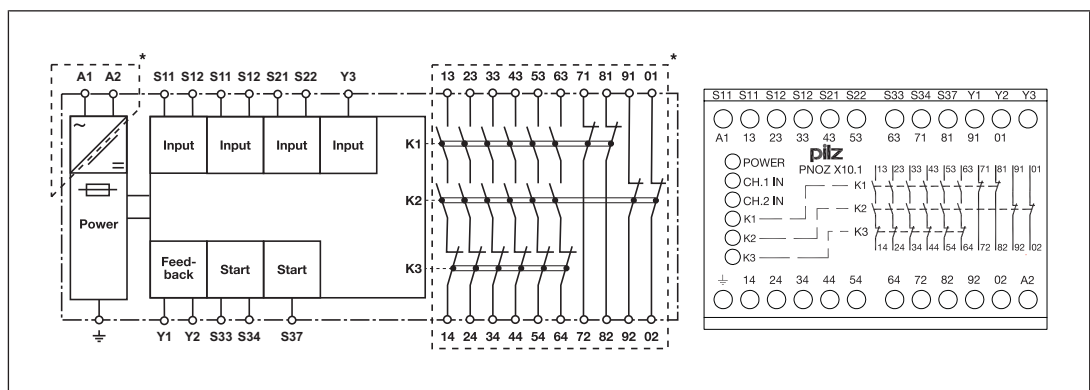 *
A1 A2 S11 S12 S11 S12 S21 S22 Y3 13 23 33 43 53 63 71 81 91 01 *
~
=
Input Input Input Input
K1
K2
Power
Feed-
back
Start Start
K3
Y1 Y2 S33 S34 S37 14 24 34 44 54 64 72 82 92 02
S11 S11 S12 S12 S21 S22 S33 S34 S37 Y1 Y2 Y3
A1 13 23 33 43 53 63 71 81 91 01
pilz
PNOZ X10.1
POWER
CH.1 IN
CH.2 IN
K1
K2
K3
13 23 33 43 53 63 71 81 91 01
K1
K2
K3
14 24 34 44 54 64 72 82 92 02
14 24 34 44 54 64 72 82 92 02 A2